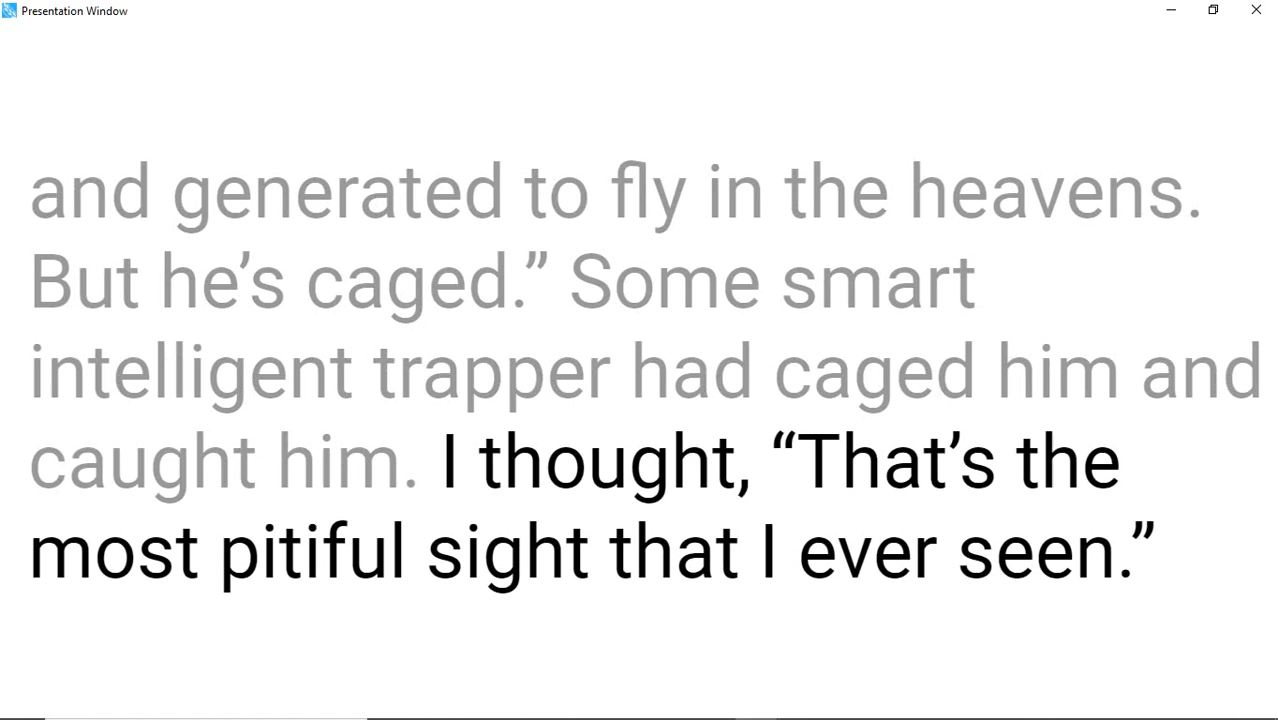 Presentation Window
and generated to fly in the heavens.
But he’s caged.” Some smart
intelligent trapper had caged him and
caught him. I thought, “That’s the
most pitiful sight that I ever seen.”